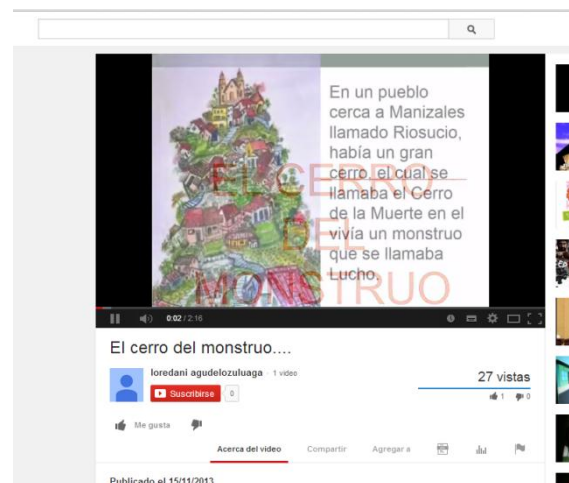 En un pueblo
cerca a Manizales
llamado Riosucio,
había un gran
cerro el cual se
llamaba el Cerro
de la Muerte en el
vivía un monstruo
que se llamaba
Lucho.
EL CERRO
DEL
MONSTRUO
0:02 / 2:16
El cerro del monstruo....
loredani agudelozuluaga · 1 video
Suscribirse 0
27 vistas
1 0
Me gusta
Acerca del video Compartir Agregar a
Publicado el 15/11/2013